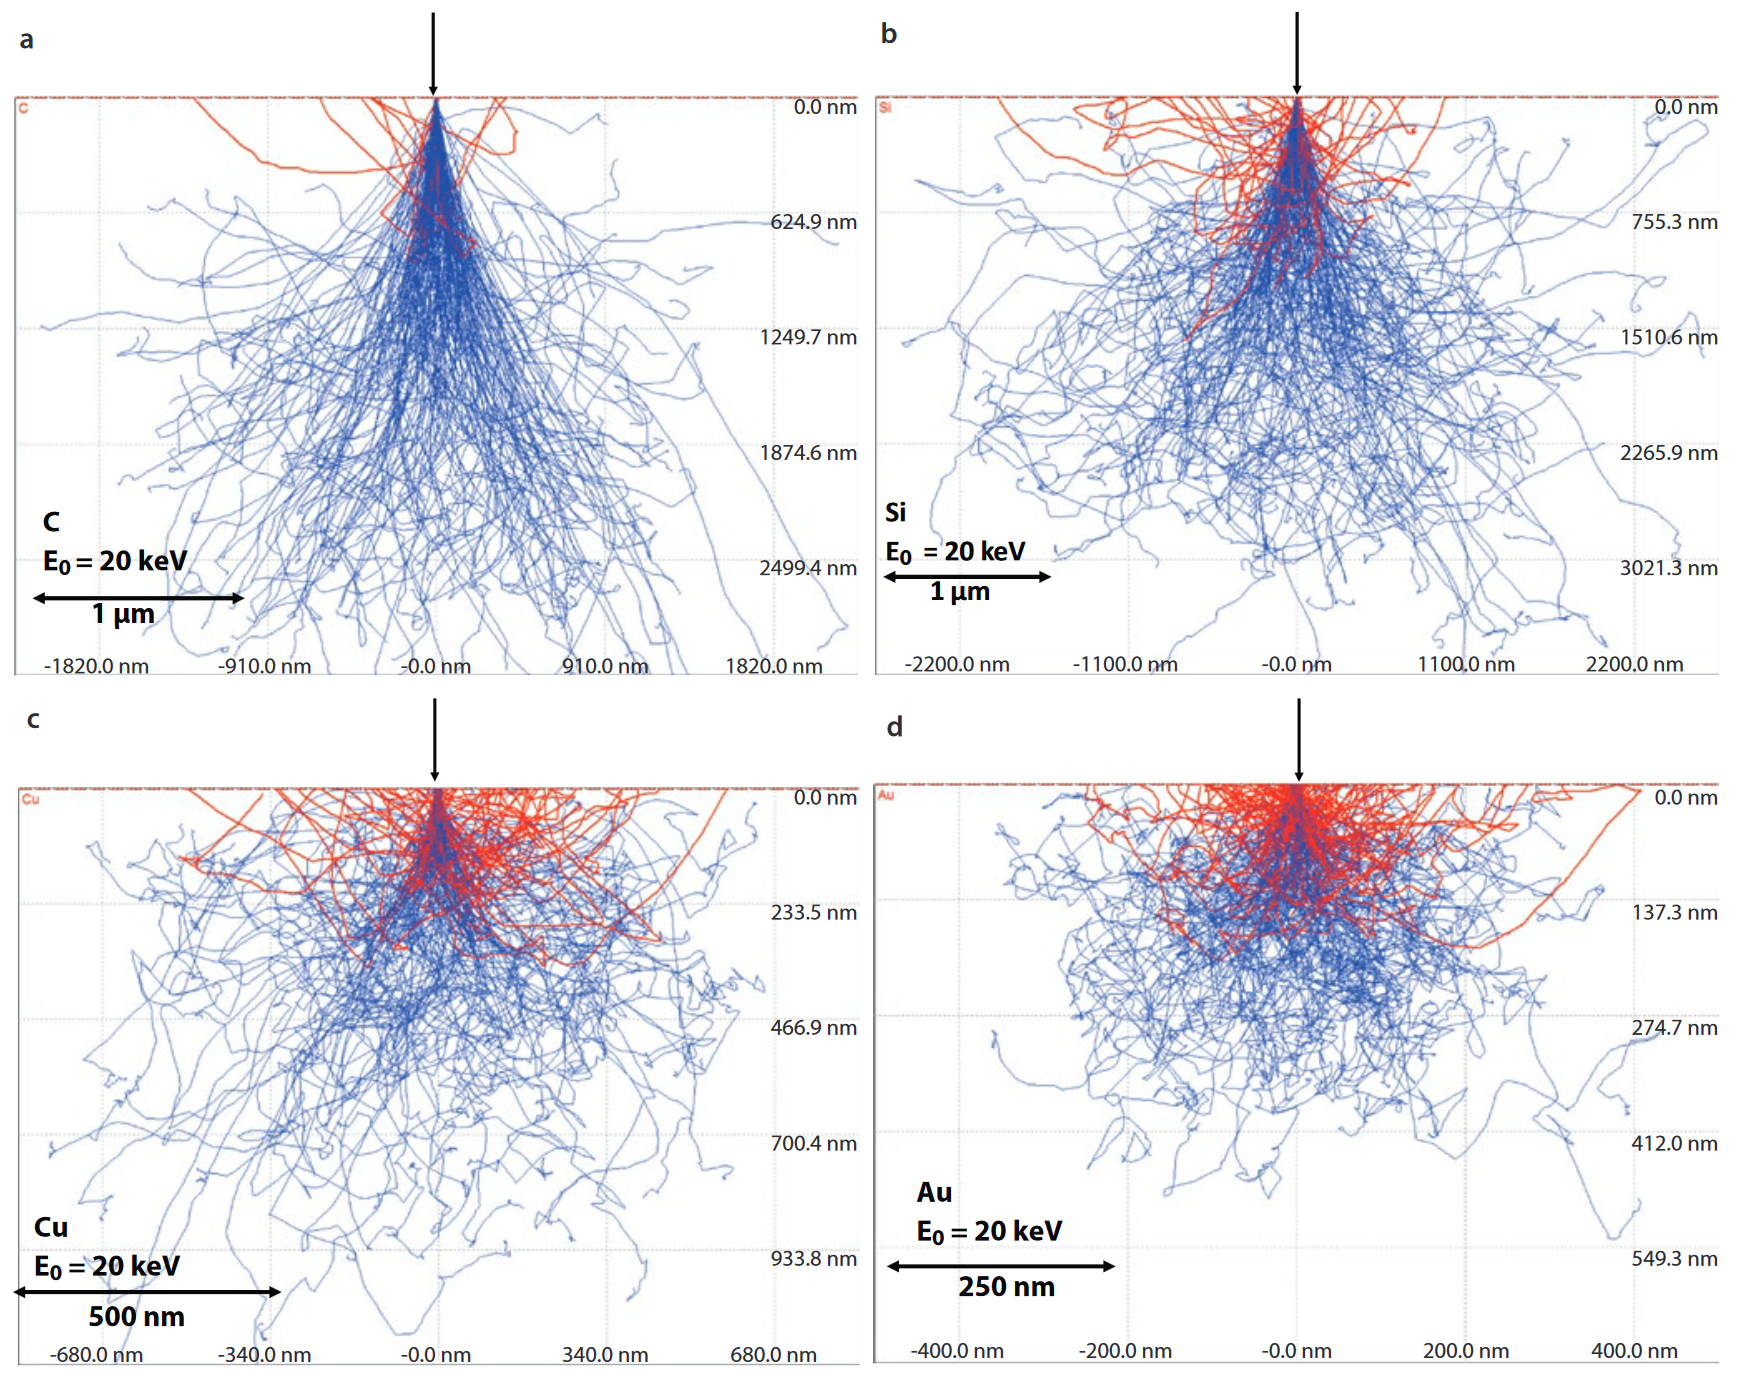 a
C
0.0 nm
624.9 nm
1249.7 nm
1874.6 nm
C
E0 = 20 keV
2499.4 nm
1 µm
-1820.0 nm -910.0 nm -0.0 nm 910.0 nm 1820.0 nm
b
Si
0.0 nm
755.3 nm
1510.6 nm
2265.9 nm
Si
E0 = 20 keV
3021.3 nm
1 µm
-2200.0 nm -1100.0 nm -0.0 nm 1100.0 nm 2200.0 nm
c
Cu
0.0 nm
233.5 nm
466.9 nm
700.4 nm
Cu
E0 = 20 keV
933.8 nm
500 nm
-680.0 nm -340.0 nm -0.0 nm 340.0 nm 680.0 nm
d
Au
0.0 nm
137.3 nm
274.7 nm
412.0 nm
Au
E0 = 20 keV
549.3 nm
250 nm
-400.0 nm -200.0 nm -0.0 nm 200.0 nm 400.0 nm